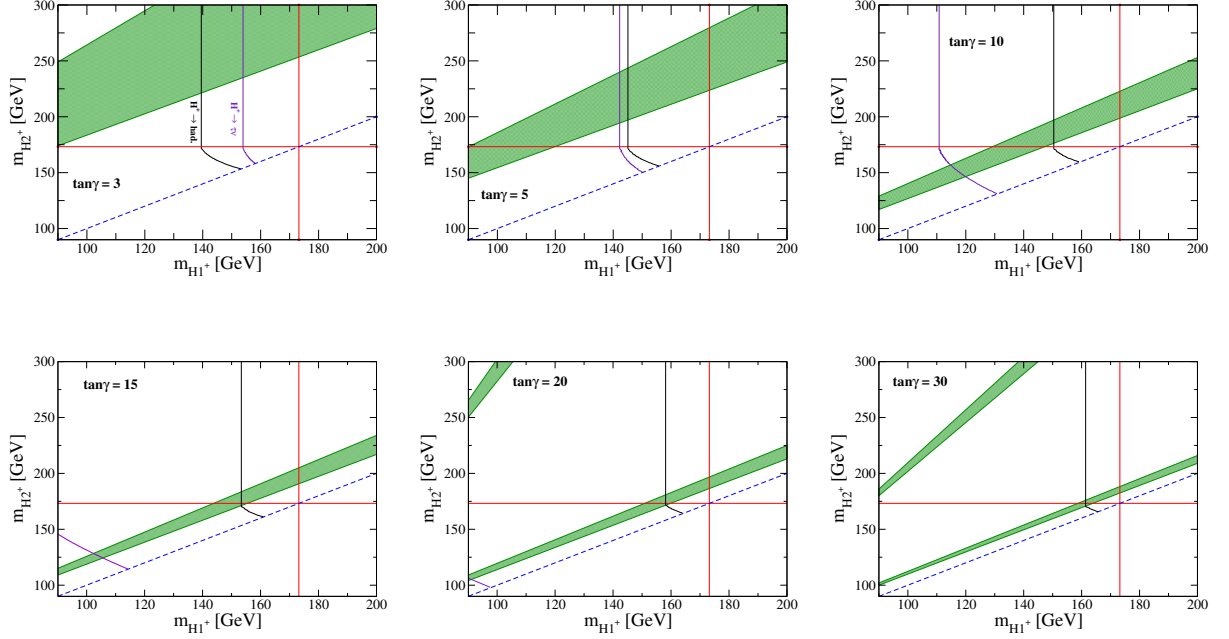 300
250
200
150
100
m_H2⁺ [GeV]
H⁺ → had.
H⁺ → τν
tanγ = 3
100 120 140 160 180 200
m_H1⁺ [GeV]
300
250
200
150
100
m_H2⁺ [GeV]
tanγ = 5
100 120 140 160 180 200
m_H1⁺ [GeV]
300
250
200
150
100
m_H2⁺ [GeV]
tanγ = 10
100 120 140 160 180 200
m_H1⁺ [GeV]
300
250
200
150
100
m_H2⁺ [GeV]
tanγ = 15
100 120 140 160 180 200
m_H1⁺ [GeV]
300
250
200
150
100
m_H2⁺ [GeV]
tanγ = 20
100 120 140 160 180 200
m_H1⁺ [GeV]
300
250
200
150
100
m_H2⁺ [GeV]
tanγ = 30
100 120 140 160 180 200
m_H1⁺ [GeV]